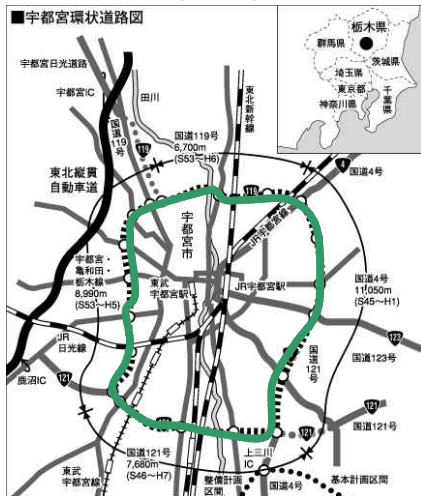 ■宇都宮環状道路図
栃木県
群馬県
茨城県
埼玉県
東京都
千葉県
神奈川県
宇都宮日光道路
宇都宮IC
田川
東北新幹線
国道119号
119
国道119号
6,700m
(S53〜H6)
4
国道4号
東北縦貫
自動車道
119
JR宇都宮線
宇都宮市
宇都宮・
亀和田・
栃木線
8,990m
(S53〜H5)
東武
宇都宮駅
JR宇都宮駅
国道4号
11,050m
(S45〜H1)
JR
日光線
123
国道123号
国道121号
鹿沼IC
121
121
121
国道121号
国道121号
7,680m
(S46〜H7)
上三川
IC
東武
宇都宮線
整備計画
区間
国道4号
基本計画区間